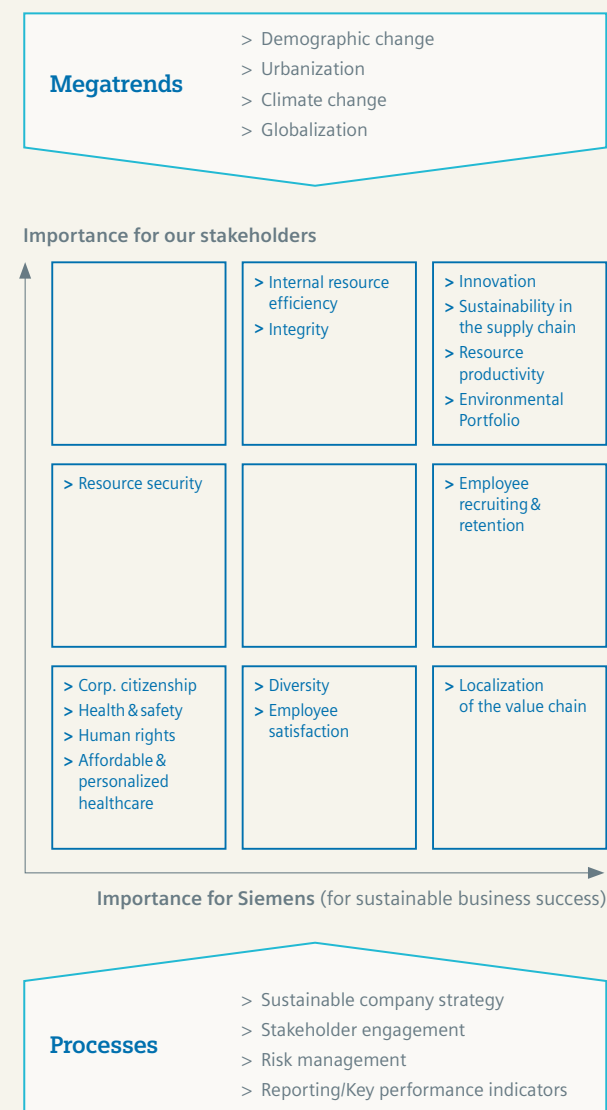 Megatrends
> Demographic change
> Urbanization
> Climate change
> Globalization
Importance for our stakeholders
> Internal resource
efficiency
> Integrity
> Innovation
> Sustainability in
the supply chain
> Resource
productivity
> Environmental
Portfolio
> Resource security
> Employee
recruiting & 
retention
> Corp. citizenship
> Health & safety
> Human rights
> Affordable &
personalized
healthcare
> Diversity
> Employee
satisfaction
> Localization
of the value chain
Importance for Siemens (for sustainable business success)
Processes
> Sustainable company strategy
> Stakeholder engagement
> Risk management
> Reporting/Key performance indicators